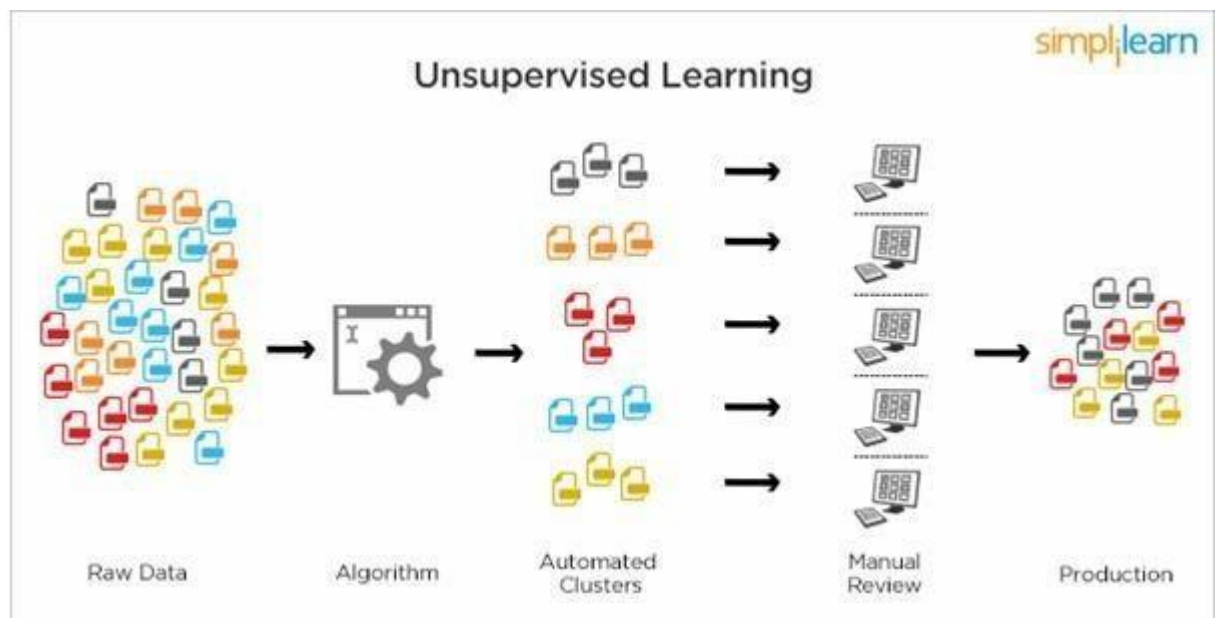 simplilearn
Unsupervised Learning
Raw Data
Algorithm
Automated
Clusters
Manual
Review
Production